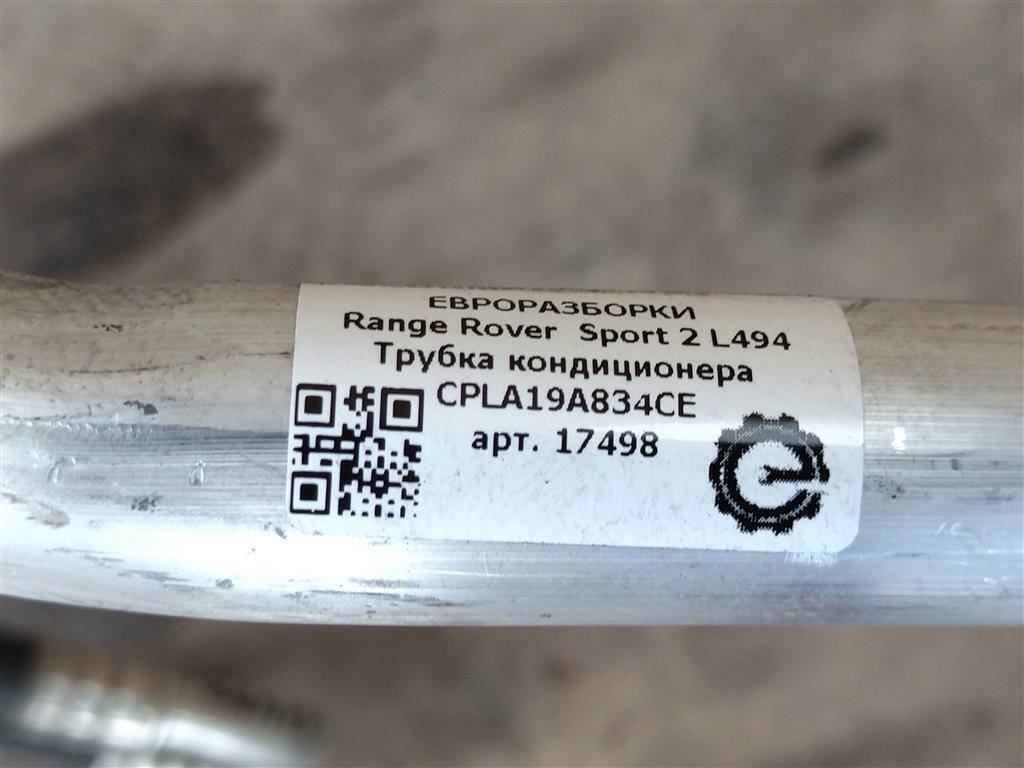 ЕВРОРАЗБОРКИ
Range Rover Sport 2 L494
Трубка кондиционера
CPLA19A834CE
арт. 17498